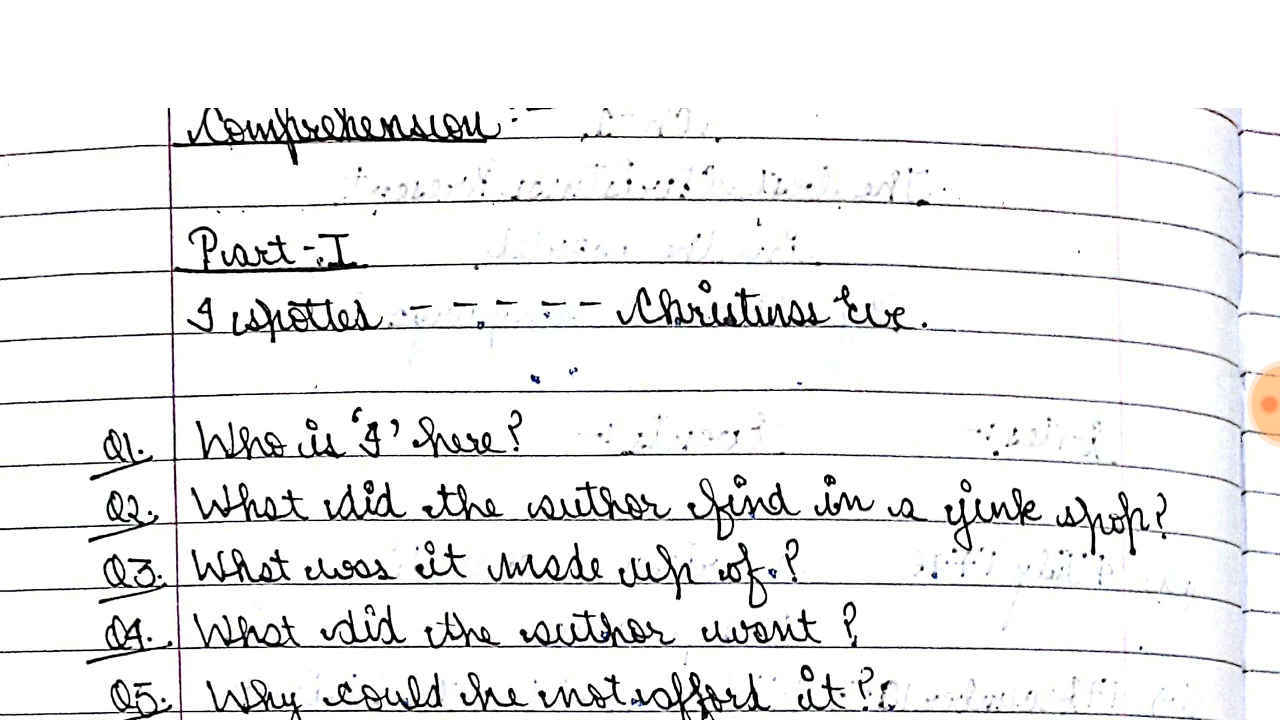 Comprehension :-
Part - I
I spotted - - - - - Christmas Eve.
Q1. Who is 'I' here?
Q2. What did the author find in a junk spop?
Q3. What was it made up of?
Q4. What did the author want?
Q5. Why could he not afford it?